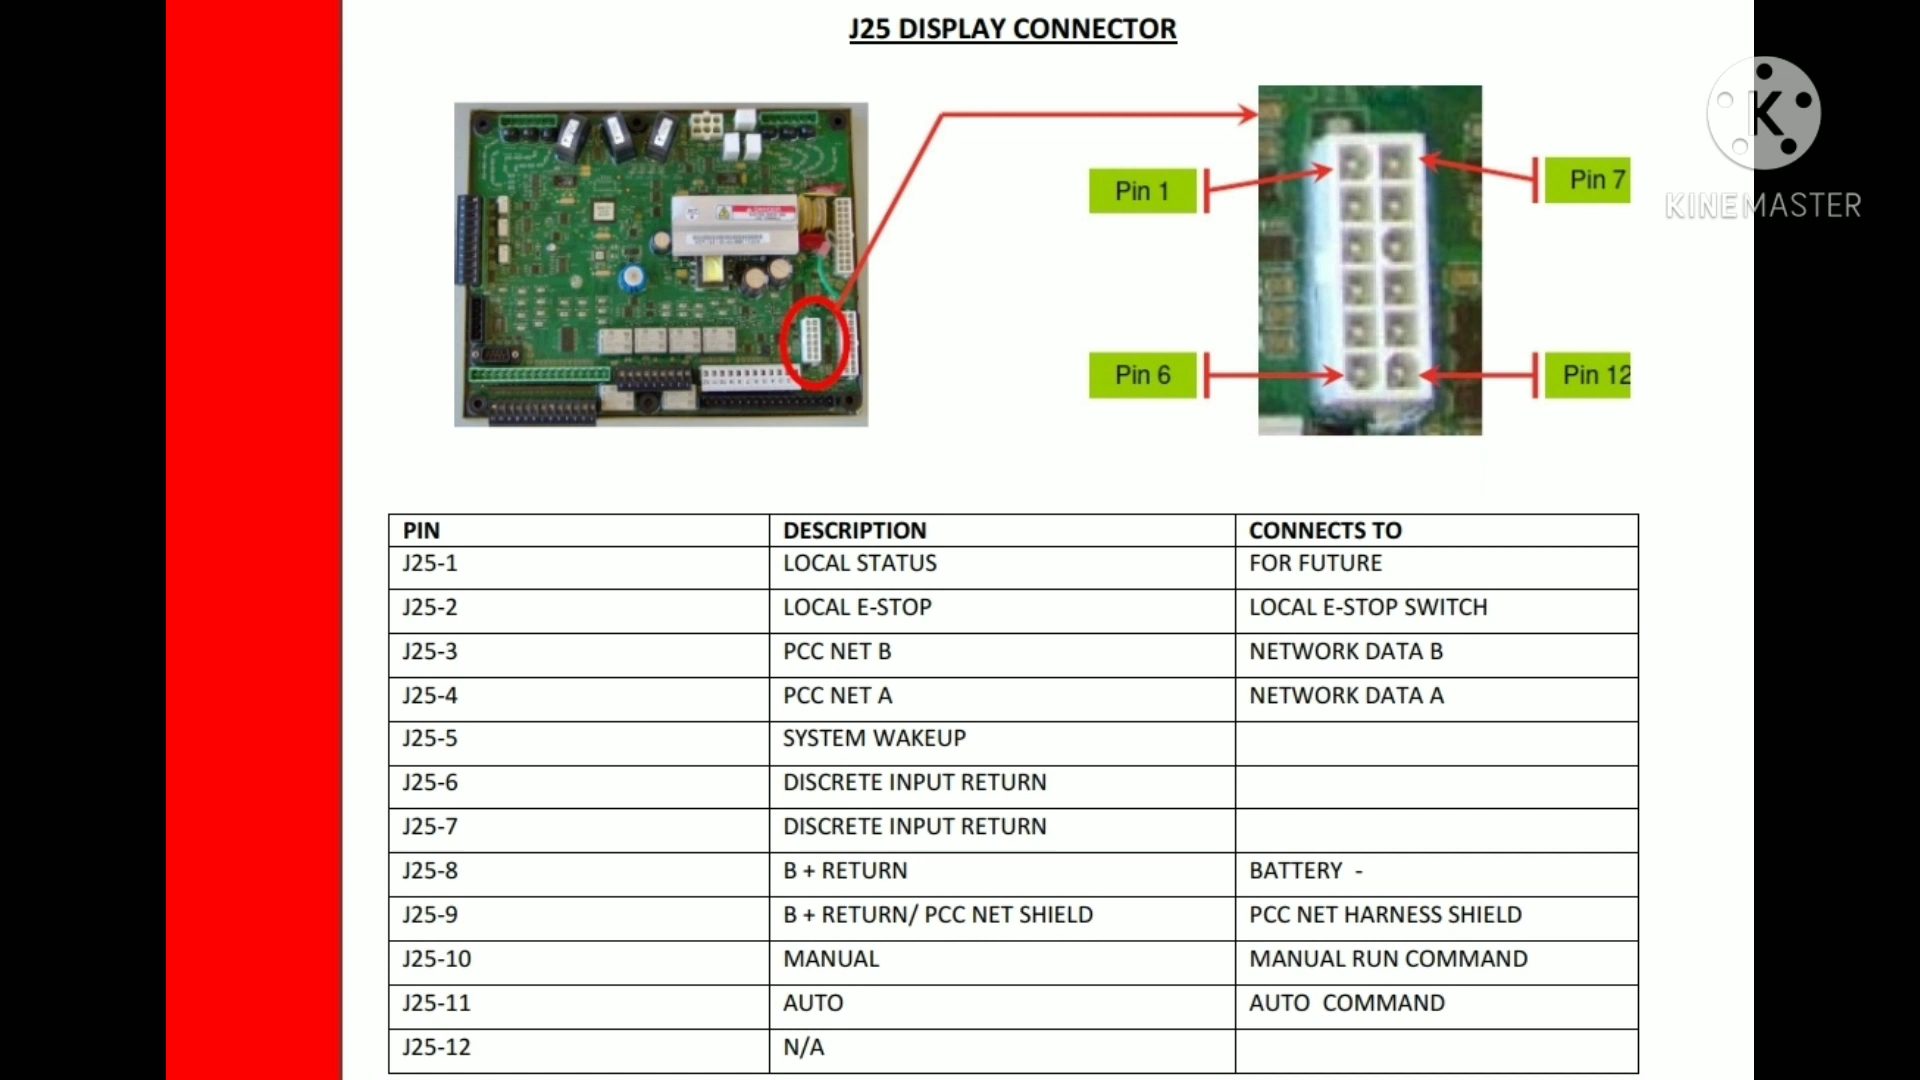 J25 DISPLAY CONNECTOR
K
KINEMASTER
Pin 1
Pin 7
Pin 6
Pin 12
PIN DESCRIPTION CONNECTS TO
J25-1 LOCAL STATUS FOR FUTURE
J25-2 LOCAL E-STOP LOCAL E-STOP SWITCH
J25-3 PCC NET B NETWORK DATA B
J25-4 PCC NET A NETWORK DATA A
J25-5 SYSTEM WAKEUP
J25-6 DISCRETE INPUT RETURN
J25-7 DISCRETE INPUT RETURN
J25-8 B + RETURN BATTERY -
J25-9 B + RETURN/ PCC NET SHIELD PCC NET HARNESS SHIELD
J25-10 MANUAL MANUAL RUN COMMAND
J25-11 AUTO AUTO COMMAND
J25-12 N/A